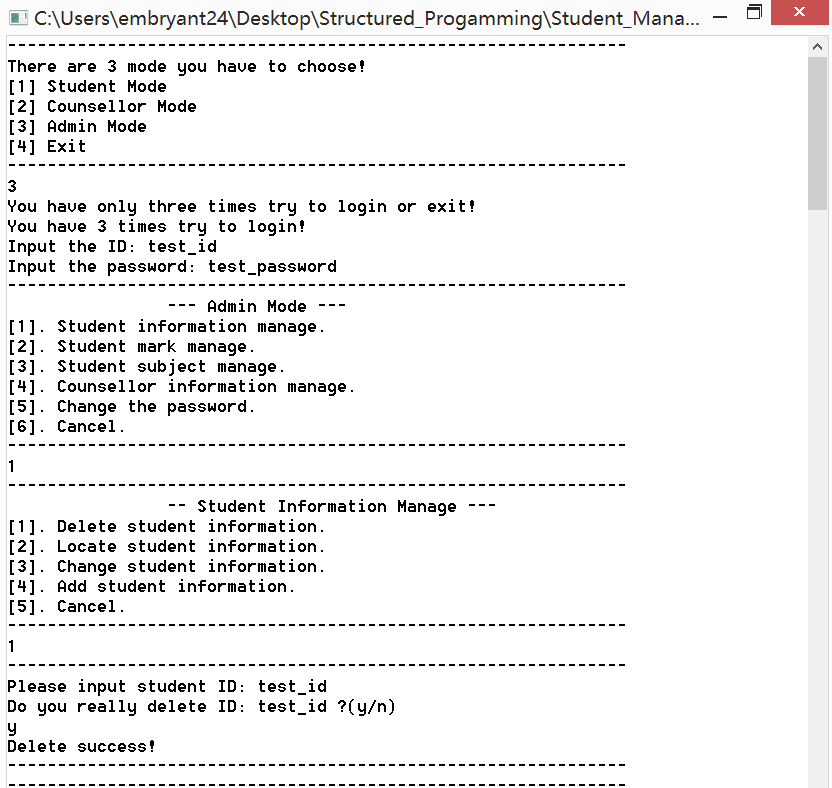 C:\Users\embryant24\Desktop\Structured_Progamming\Student_Mana...
--------------------------------------------------------------
There are 3 mode you have to choose!
[1] Student Mode
[2] Counsellor Mode
[3] Admin Mode
[4] Exit
--------------------------------------------------------------
3
You have only three times try to login or exit!
You have 3 times try to login!
Input the ID: test_id
Input the password: test_password
--------------------------------------------------------------
--- Admin Mode ---
[1]. Student information manage.
[2]. Student mark manage.
[3]. Student subject manage.
[4]. Counsellor information manage.
[5]. Change the password.
[6]. Cancel.
--------------------------------------------------------------
1
--------------------------------------------------------------
-- Student Information Manage ---
[1]. Delete student information.
[2]. Locate student information.
[3]. Change student information.
[4]. Add student information.
[5]. Cancel.
--------------------------------------------------------------
1
--------------------------------------------------------------
Please input student ID: test_id
Do you really delete ID: test_id ?(y/n)
y
Delete success!
--------------------------------------------------------------
--------------------------------------------------------------